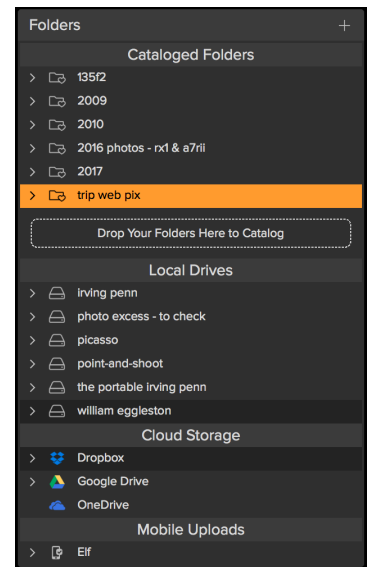 Folders
Cataloged Folders
135f2
2009
2010
2016 photos - rx1 & a7rii
2017
trip web pix
Drop Your Folders Here to Catalog
Local Drives
irving penn
photo excess - to check
picasso
point-and-shoot
the portable irving penn
william eggleston
Cloud Storage
Dropbox
Google Drive
OneDrive
Mobile Uploads
Elf